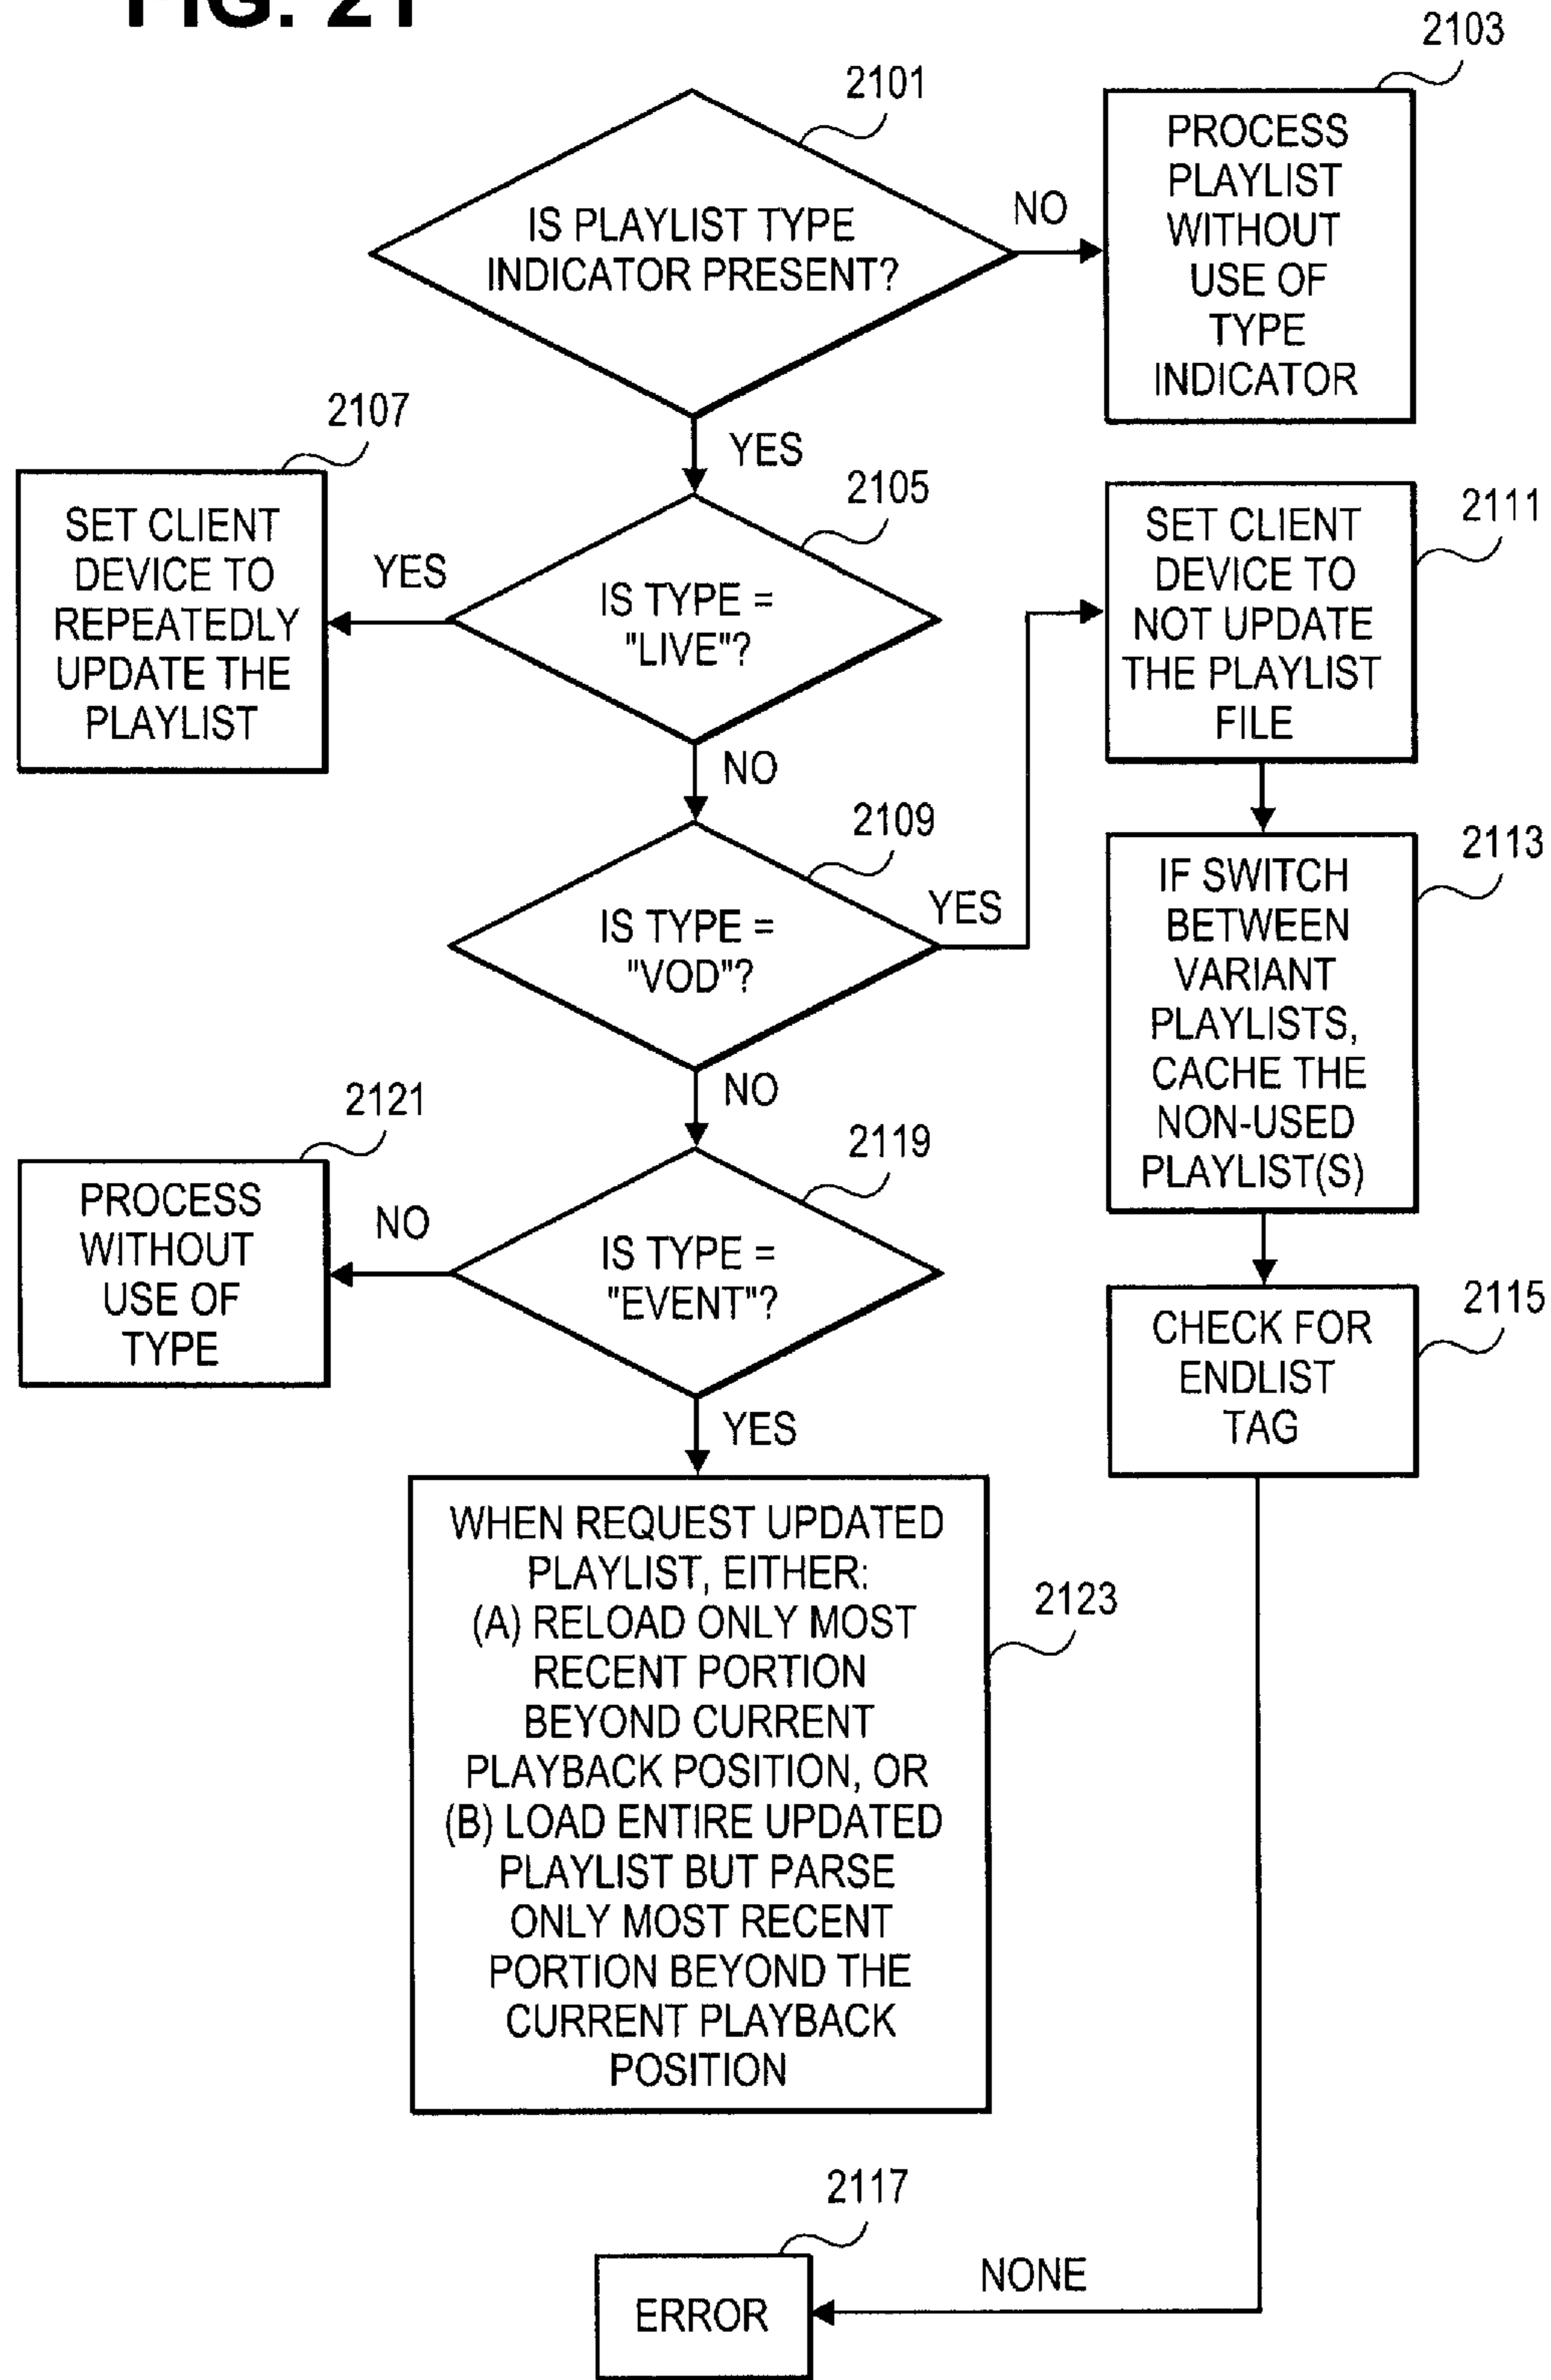 FIG. 21
2101
IS PLAYLIST TYPE
INDICATOR PRESENT?
NO
2103
PROCESS
PLAYLIST
WITHOUT
USE OF
TYPE
INDICATOR
YES
2105
IS TYPE =
"LIVE"?
YES
2107
SET CLIENT
DEVICE TO
REPEATEDLY
UPDATE THE
PLAYLIST
NO
2109
IS TYPE =
"VOD"?
YES
2111
SET CLIENT
DEVICE TO
NOT UPDATE
THE PLAYLIST
FILE
2113
IF SWITCH
BETWEEN
VARIANT
PLAYLISTS,
CACHE THE
NON-USED
PLAYLIST(S)
2115
CHECK FOR
ENDLIST
TAG
NO
2119
IS TYPE =
"EVENT"?
NO
2121
PROCESS
WITHOUT
USE OF
TYPE
YES
2123
WHEN REQUEST UPDATED
PLAYLIST, EITHER:
(A) RELOAD ONLY MOST
RECENT PORTION
BEYOND CURRENT
PLAYBACK POSITION, OR
(B) LOAD ENTIRE UPDATED
PLAYLIST BUT PARSE
ONLY MOST RECENT
PORTION BEYOND THE
CURRENT PLAYBACK
POSITION
NONE
2117
ERROR